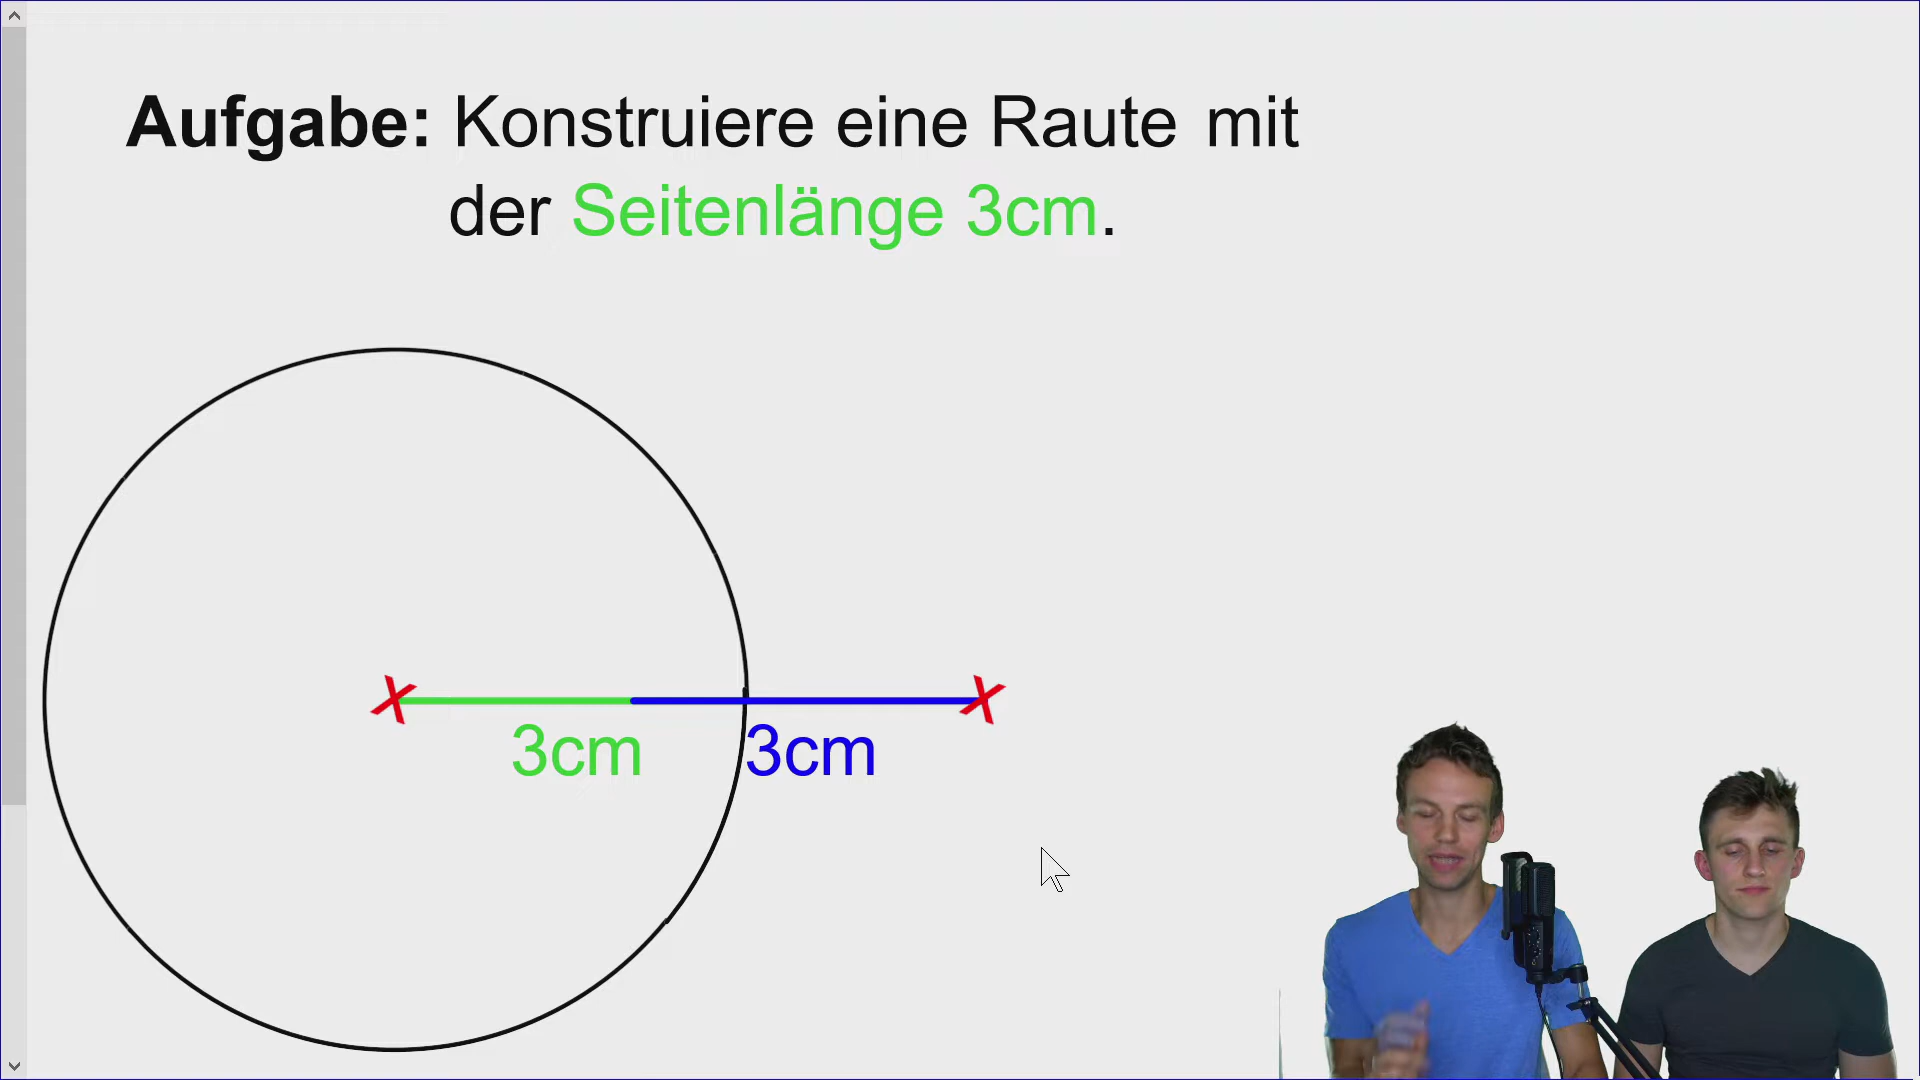 Aufgabe: Konstruiere eine Raute mit
der Seitenlänge 3cm.
3cm 3cm